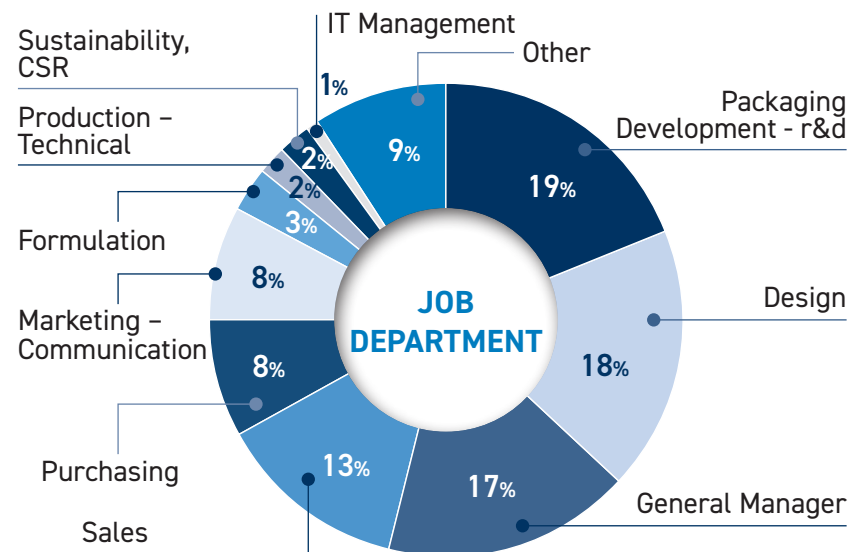 IT Management
Sustainability,
CSR
Other
1%
Packaging
Development - r&d
Production –
Technical
9%
2%
19%
2%
3%
Formulation
8%
Design
JOB
DEPARTMENT
Marketing –
Communication
8%
18%
13%
Purchasing
17%
General Manager
Sales